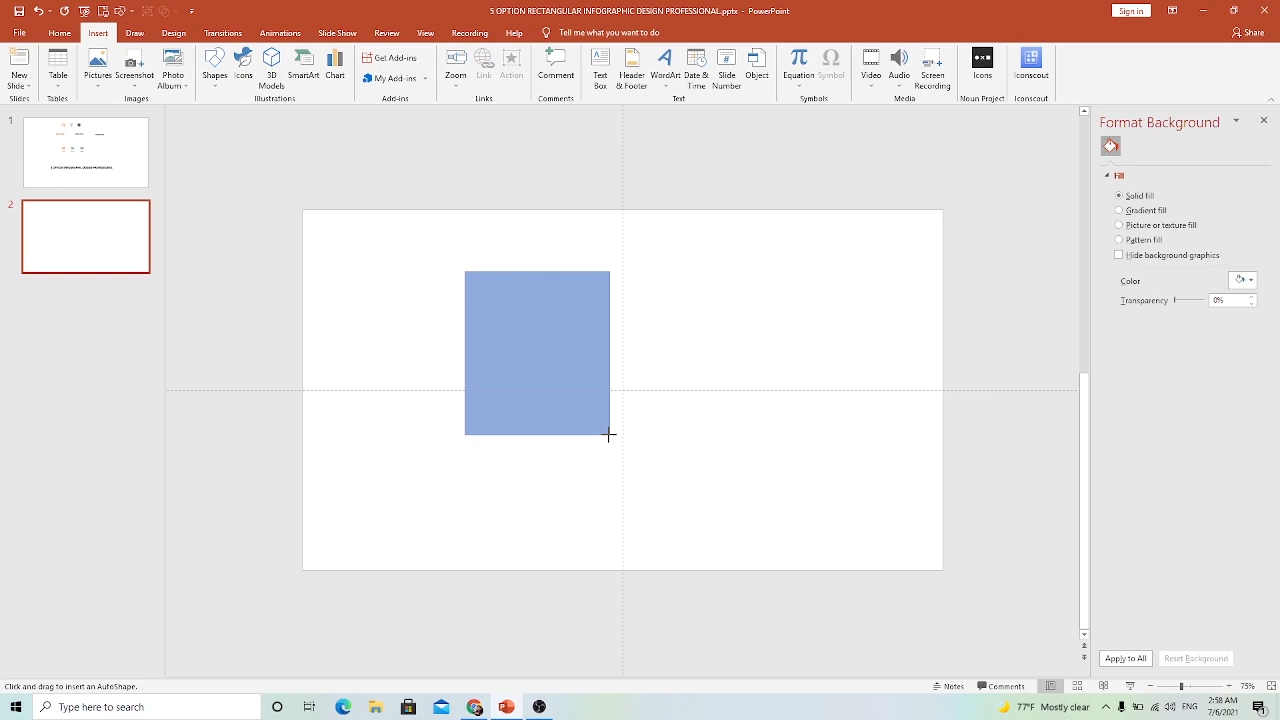 5 OPTION RECTANGULAR INFOGRAPHIC DESIGN PROFESSIONAL.pptx - PowerPoint
Sign in
File Home Insert Draw Design Transitions Animations Slide Show Review View Recording Help Tell me what you want to do
Share
New Slide
Table
Pictures
Screenshot
Photo Album
Shapes
Icons
3D Models
SmartArt
Chart
Get Add-ins
My Add-ins
Zoom
Link
Action
Comment
Text Box
Header & Footer
WordArt
Date & Time
Slide Number
Object
Equation
Symbol
Video
Audio
Screen Recording
Icons
Iconscout
Slides Tables Images Illustrations Add-ins Links Comments Text Symbols Media Noun Project Iconscout
1
2
Format Background
Fill
Solid fill
Gradient fill
Picture or texture fill
Pattern fill
Hide background graphics
Color
Transparency 0%
Apply to All
Reset Background
Click and drag to insert an AutoShape.
Notes
Comments
75%
Type here to search
77°F Mostly clear
2:58 AM
7/6/2021